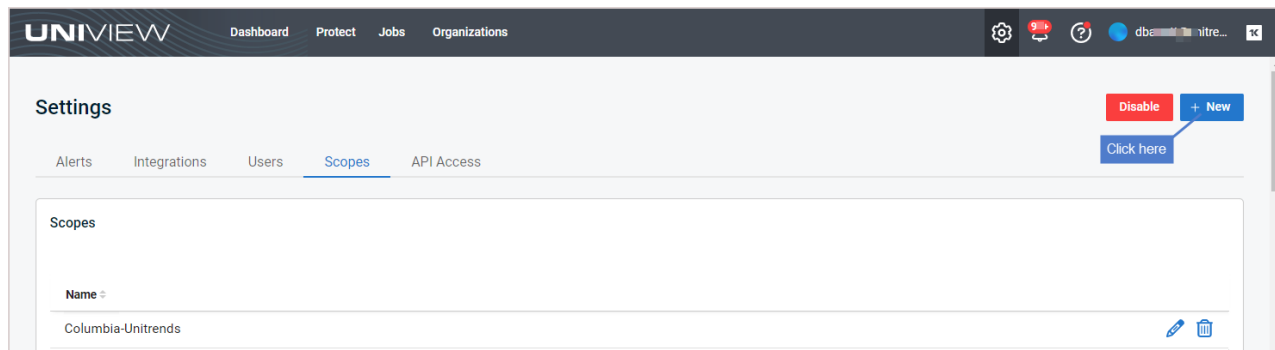 UNIVIEW Dashboard Protect Jobs Organizations
Settings
Disable + New
Click here
Alerts Integrations Users Scopes API Access
Scopes
Name
Columbia-Unitrends